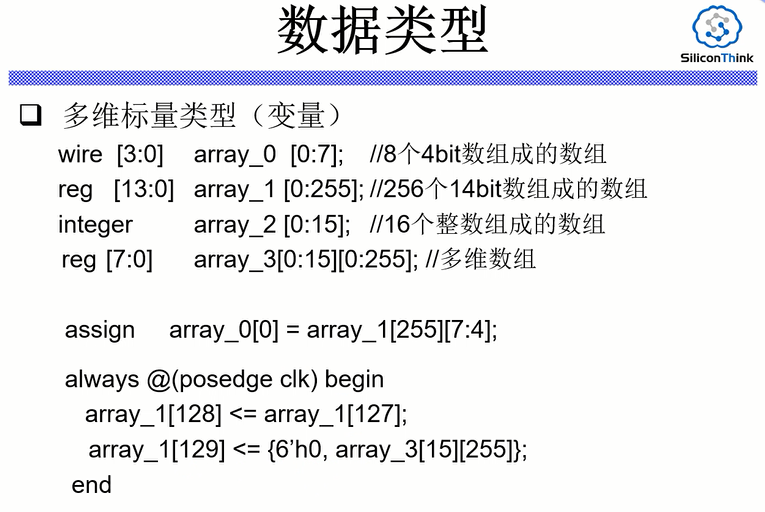 数据类型
SiliconThink
多维标量类型（变量）
wire [3:0] array_0 [0:7]; //8个4bit数组成的数组
reg [13:0] array_1 [0:255]; //256个14bit数组成的数组
integer array_2 [0:15]; //16个整数组成的数组
reg [7:0] array_3[0:15][0:255]; //多维数组
assign array_0[0] = array_1[255][7:4];
always @(posedge clk) begin
array_1[128] <= array_1[127];
array_1[129] <= {6’h0, array_3[15][255]};
end